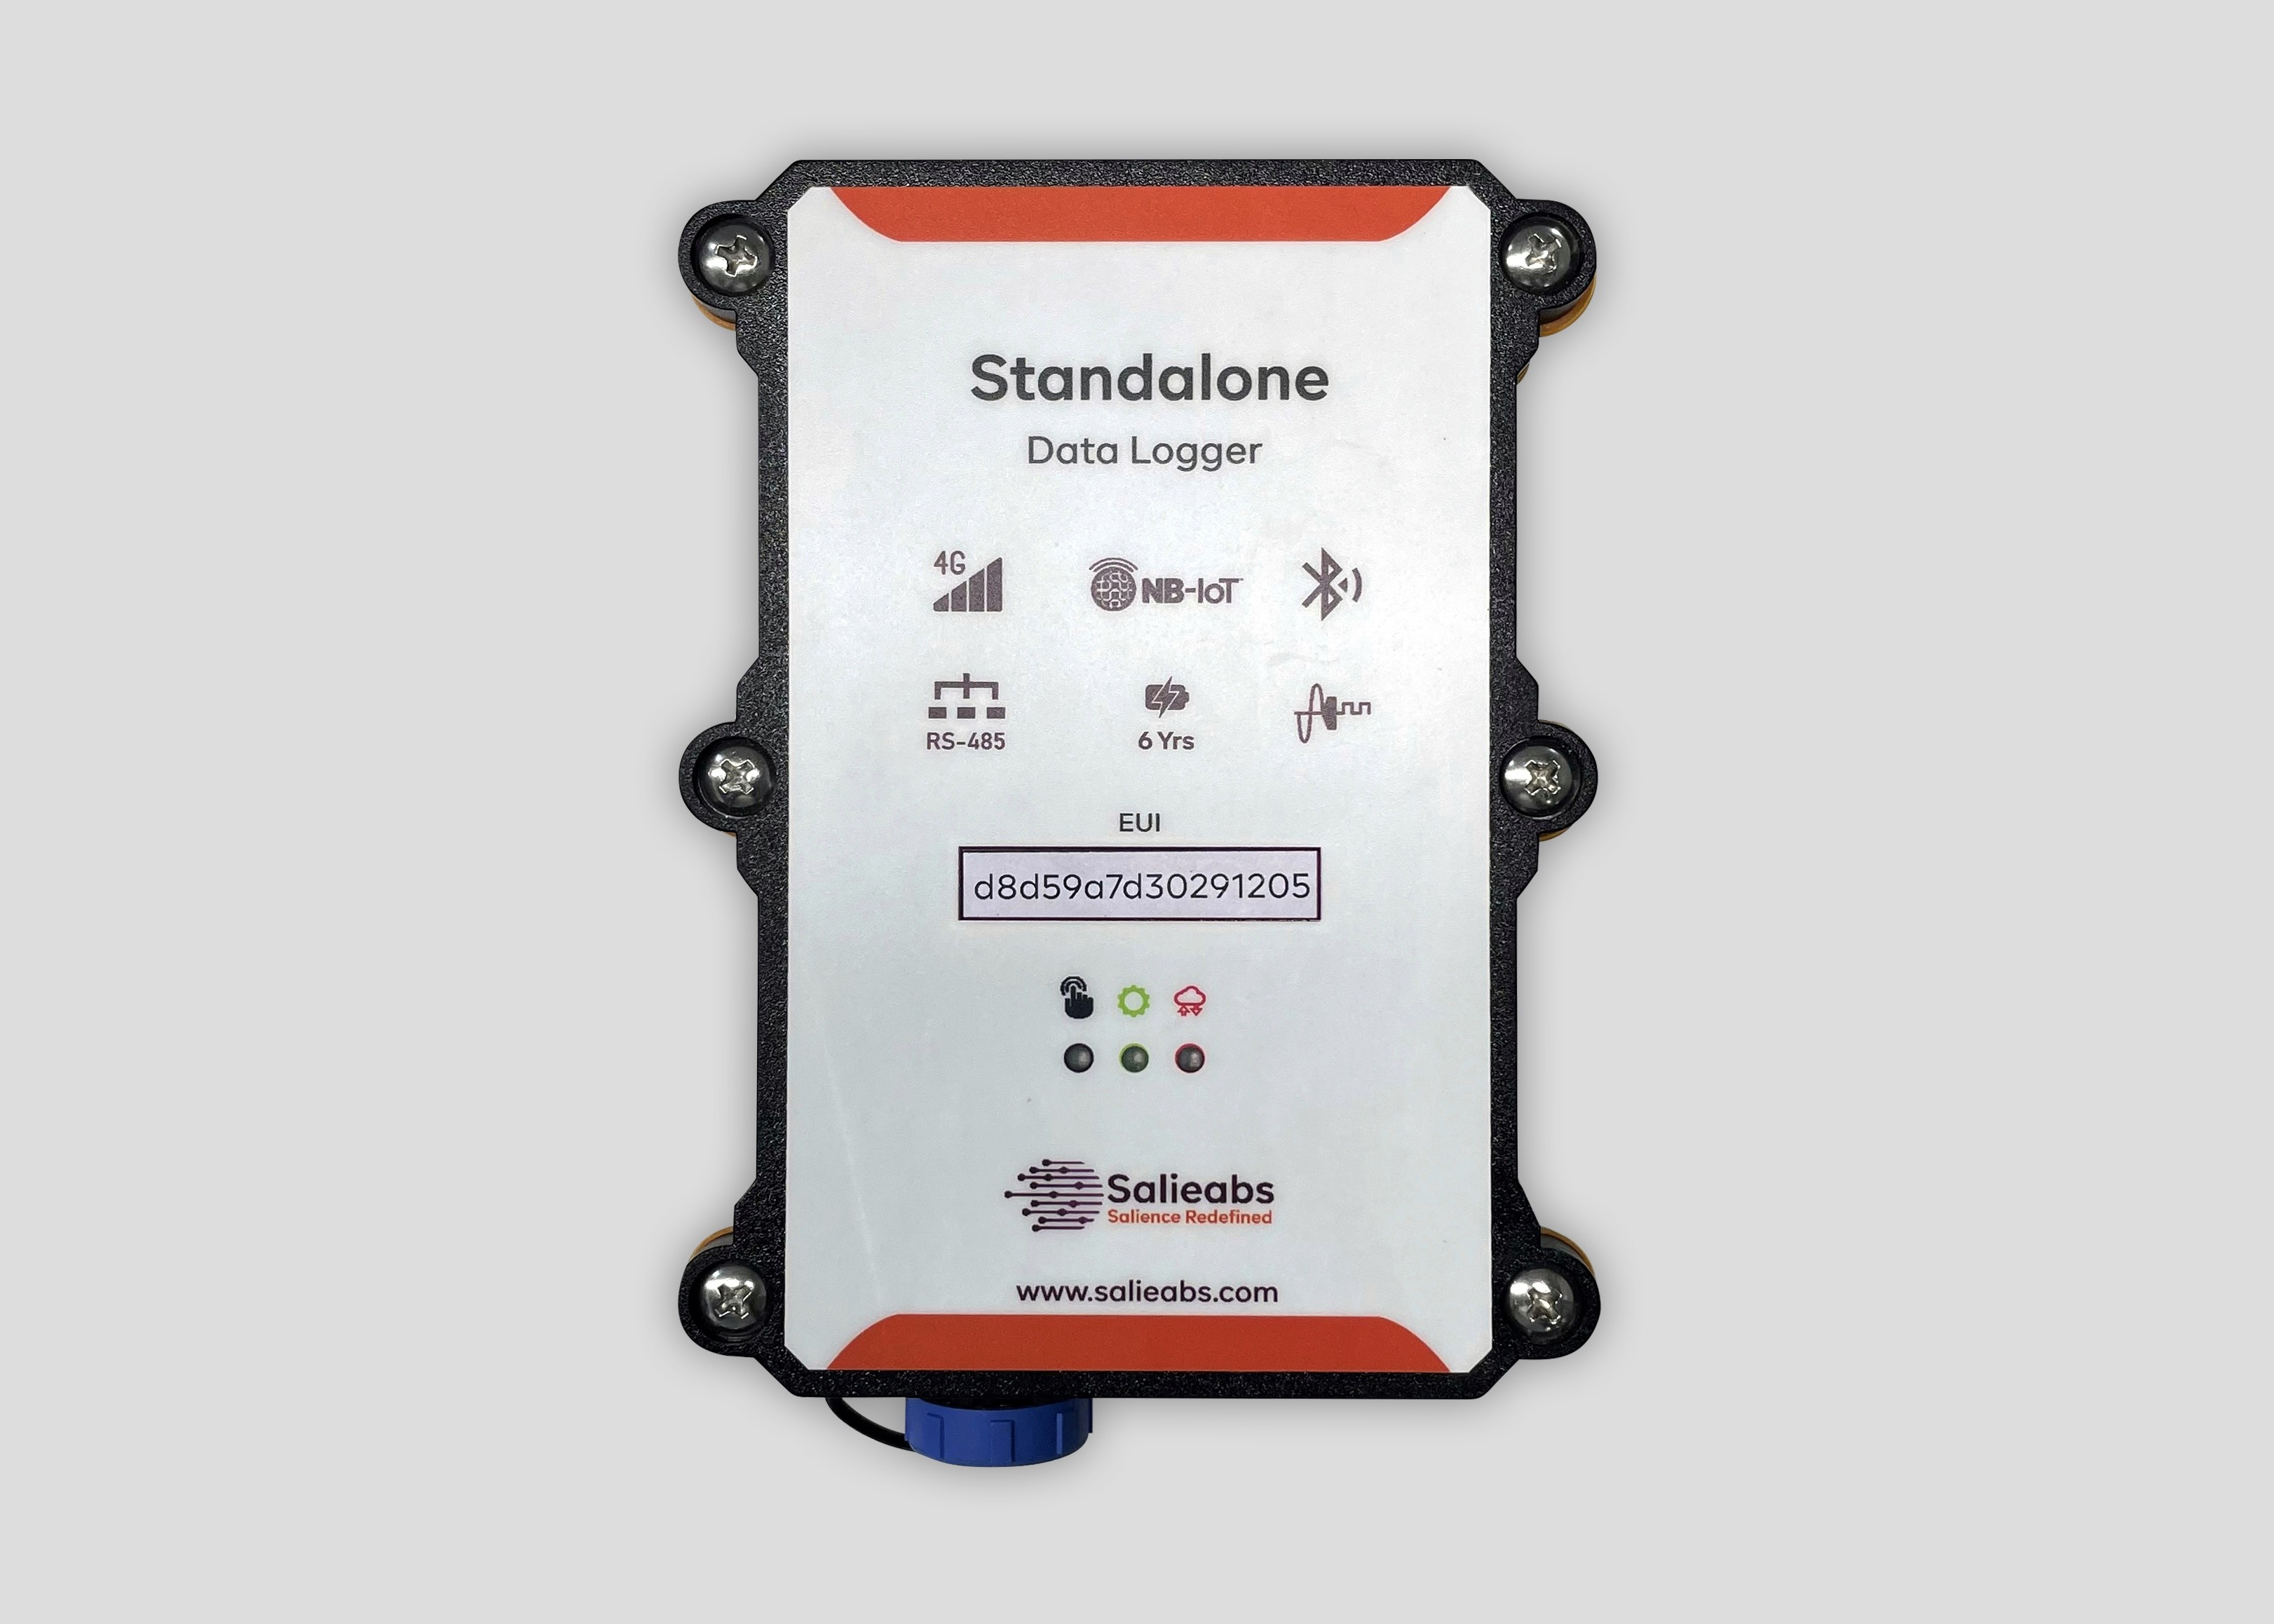 Standalone
Data Logger
4G
NB-IoT
RS-485
6 Yrs
EUI
d8d59a7d30291205
Salieabs
Salience Redefined
www.salieabs.com